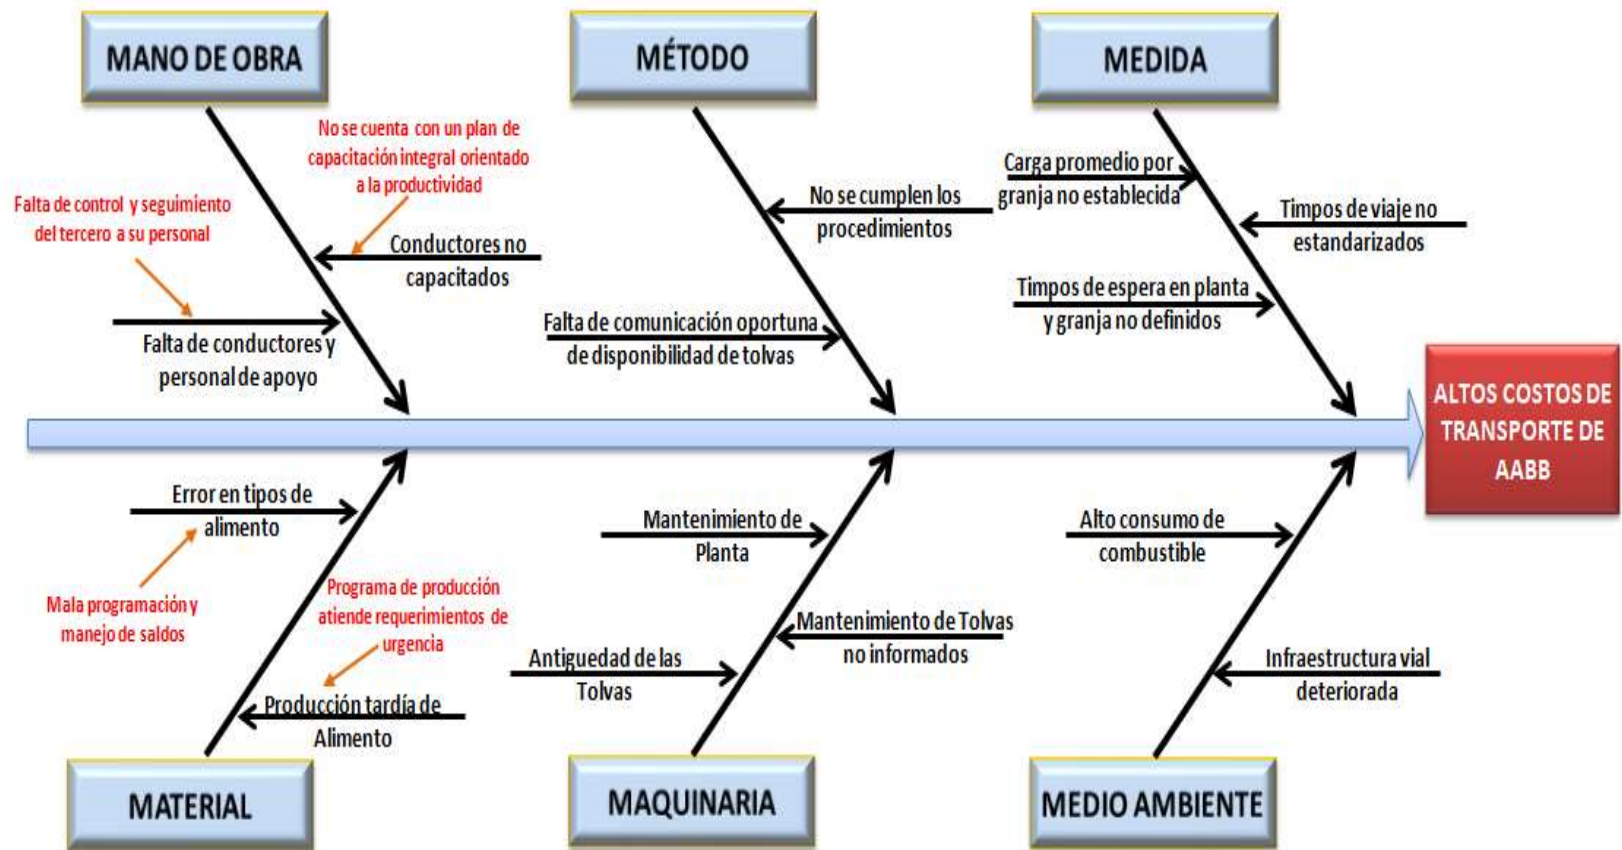 MANO DE OBRA
MÉTODO
MEDIDA
No se cuenta con un plan de
capacitación integral orientado
a la productividad
Falta de control y seguimiento
del tercero a su personal
Conductores no
capacitados
Falta de conductores y
personal de apoyo
No se cumplen los
procedimientos
Falta de comunicación oportuna
de disponibilidad de tolvas
Carga promedio por
granja no establecida
Timpos de viaje no
estandarizados
Timpos de espera en planta
y granja no definidos
ALTOS COSTOS DE
TRANSPORTE DE
AABB
Error en tipos de
alimento
Mala programación y
manejo de saldos
Programa de producción
atiende requerimientos de
urgencia
Producción tardía de
Alimento
Mantenimiento de
Planta
Mantenimiento de Tolvas
no informados
Antiguedad de las
Tolvas
Alto consumo de
combustible
Infraestructura vial
deteriorada
MATERIAL
MAQUINARIA
MEDIO AMBIENTE